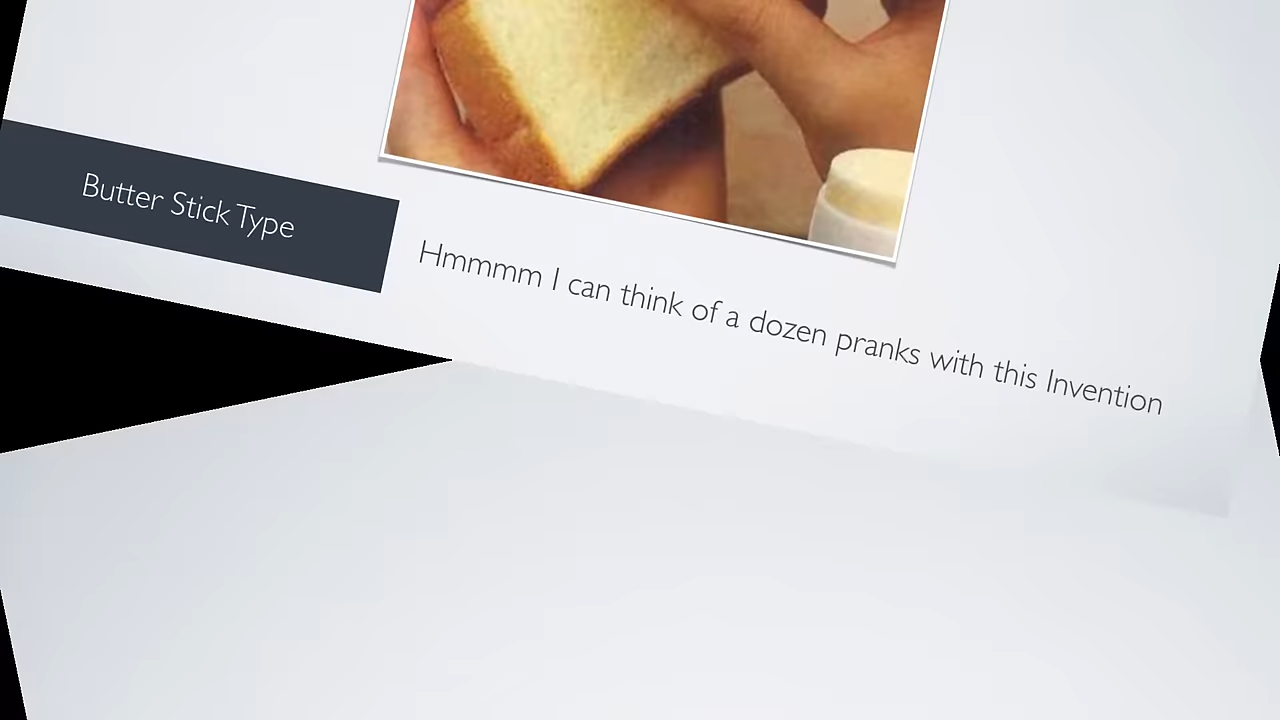 Butter Stick Type
Hmmmm I can think of a dozen pranks with this Invention